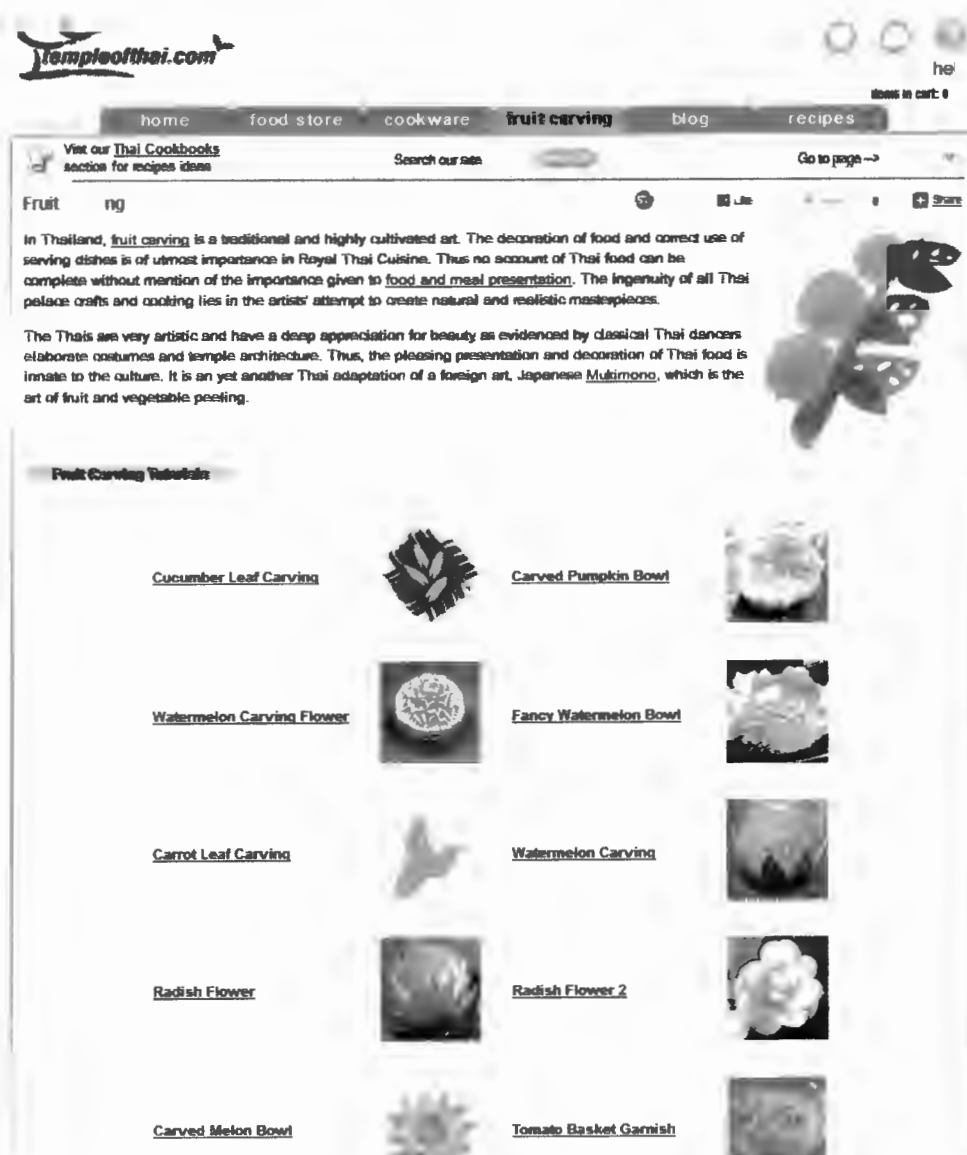 Templeofthai.com
items in cart: 0
home food store cookware fruit carving blog recipes
Visit our Thai Cookbooks
section for recipes ideas
Search our site
Go to page -->
Fruit ng
Like
Share
In Thailand, fruit carving is a traditional and highly cultivated art. The decoration of food and correct use of
serving dishes is of utmost importance in Royal Thai Cuisine. Thus no account of Thai food can be
complete without mention of the importance given to food and meal presentation. The ingenuity of all Thai
palace crafts and cooking lies in the artists' attempt to create natural and realistic masterpieces.
The Thais are very artistic and have a deep appreciation for beauty as evidenced by classical Thai dancers
elaborate costumes and temple architecture. Thus, the pleasing presentation and decoration of Thai food is
innate to the culture. It is an yet another Thai adaptation of a foreign art, Japanese Mukimono, which is the
art of fruit and vegetable peeling.
Fruit Carving Tutorials
Cucumber Leaf Carving
Carved Pumpkin Bowl
Watermelon Carving Flower
Fancy Watermelon Bowl
Carrot Leaf Carving
Watermelon Carving
Radish Flower
Radish Flower 2
Carved Melon Bowl
Tomato Basket Garnish